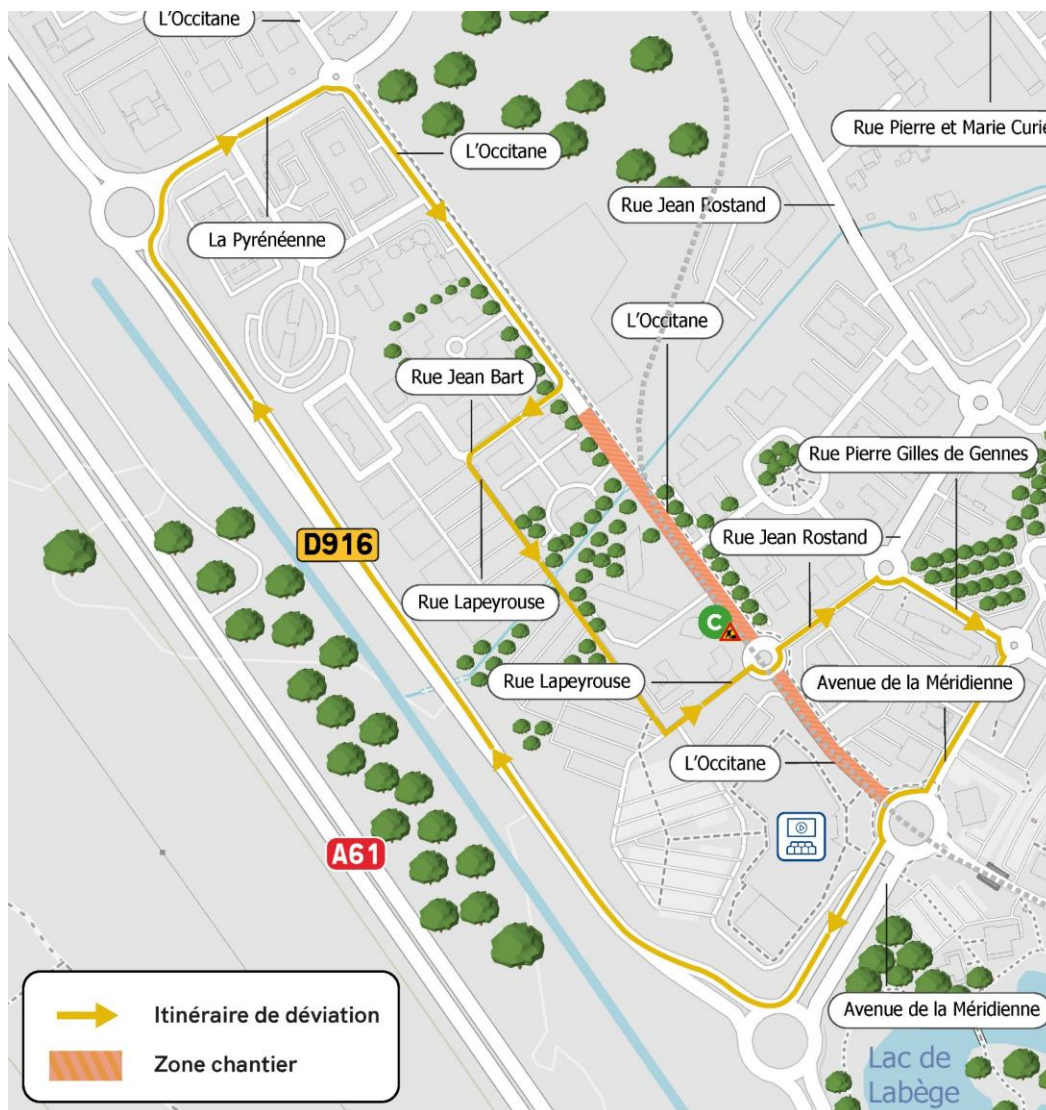 L'Occitane
Rue Pierre et Marie Curie
L'Occitane
Rue Jean Rostand
La Pyrénéenne
L'Occitane
Rue Jean Bart
Rue Pierre Gilles de Gennes
D916
Rue Jean Rostand
Rue Lapeyrouse
C
Rue Lapeyrouse
Avenue de la Méridienne
L'Occitane
A61
Avenue de la Méridienne
Itinéraire de déviation
Zone chantier
Lac de
Labège